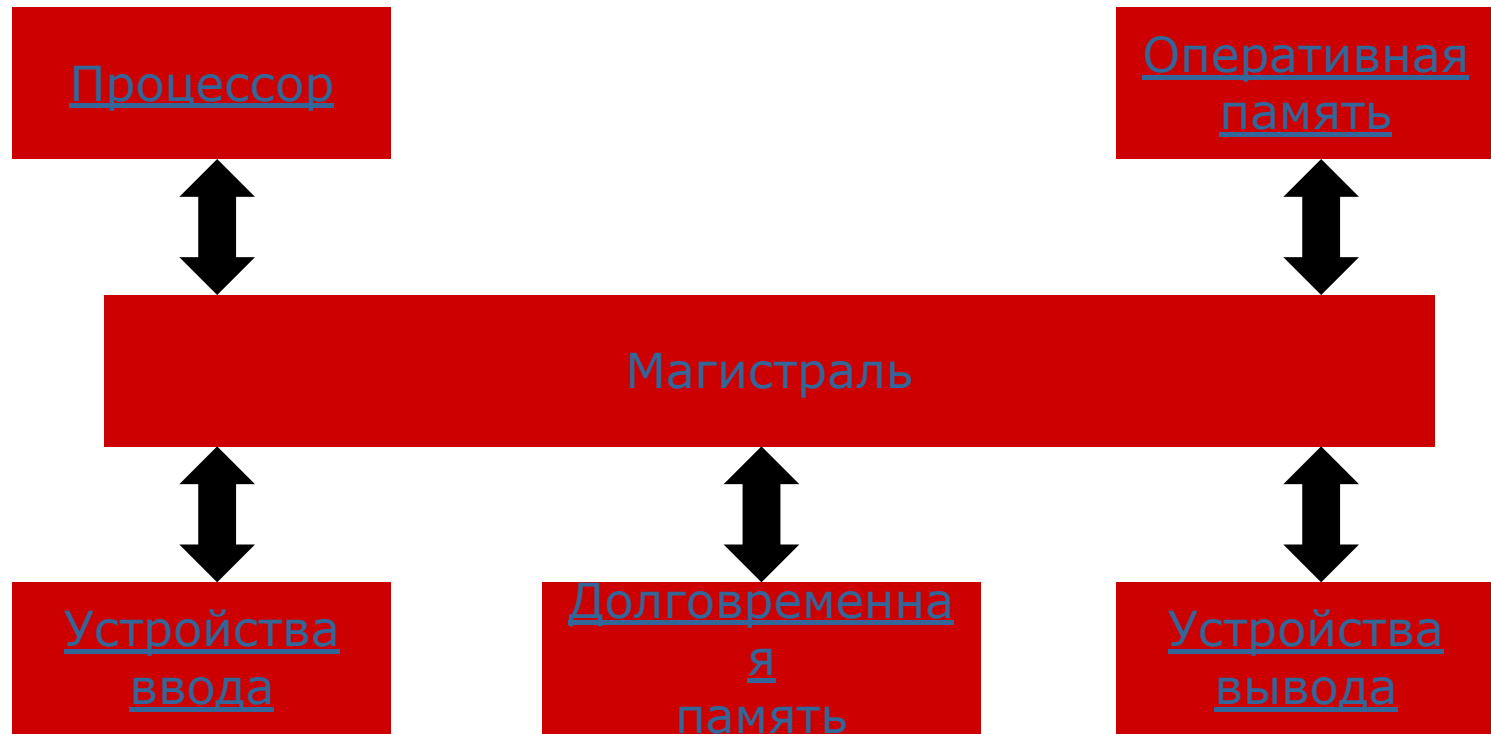 Процессор
Оперативная
память
Магистраль
Устройства
ввода
Долговременна
я
память
Устройства
вывода